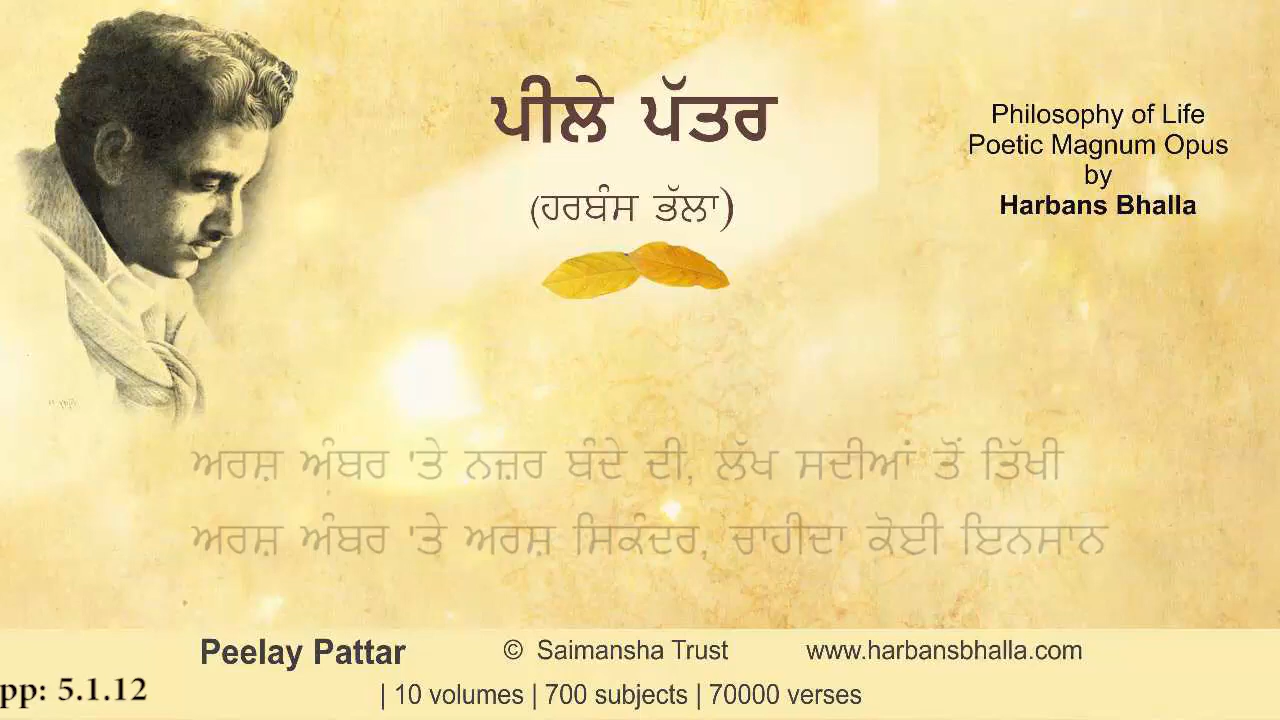 ਪੀਲੇ ਪੱਤਰ
(ਹਰਬੰਸ ਭੱਲਾ)
Philosophy of Life
Poetic Magnum Opus
by
Harbans Bhalla
ਅਰਸ਼ ਅੰਬਰ 'ਤੇ ਨਜ਼ਰ ਬੰਦੇ ਦੀ, ਲੱਖ ਸਦੀਆਂ ਤੋਂ ਤਿੱਖੀ
ਅਰਸ਼ ਅੰਬਰ 'ਤੇ ਅਰਸ਼ ਸਿਕੰਦਰ, ਚਾਹੀਦਾ ਕੋਈ ਇਨਸਾਨ
Peelay Pattar © Saimansha Trust www.harbansbhalla.com
pp: 5.1.12 | 10 volumes | 700 subjects | 70000 verses